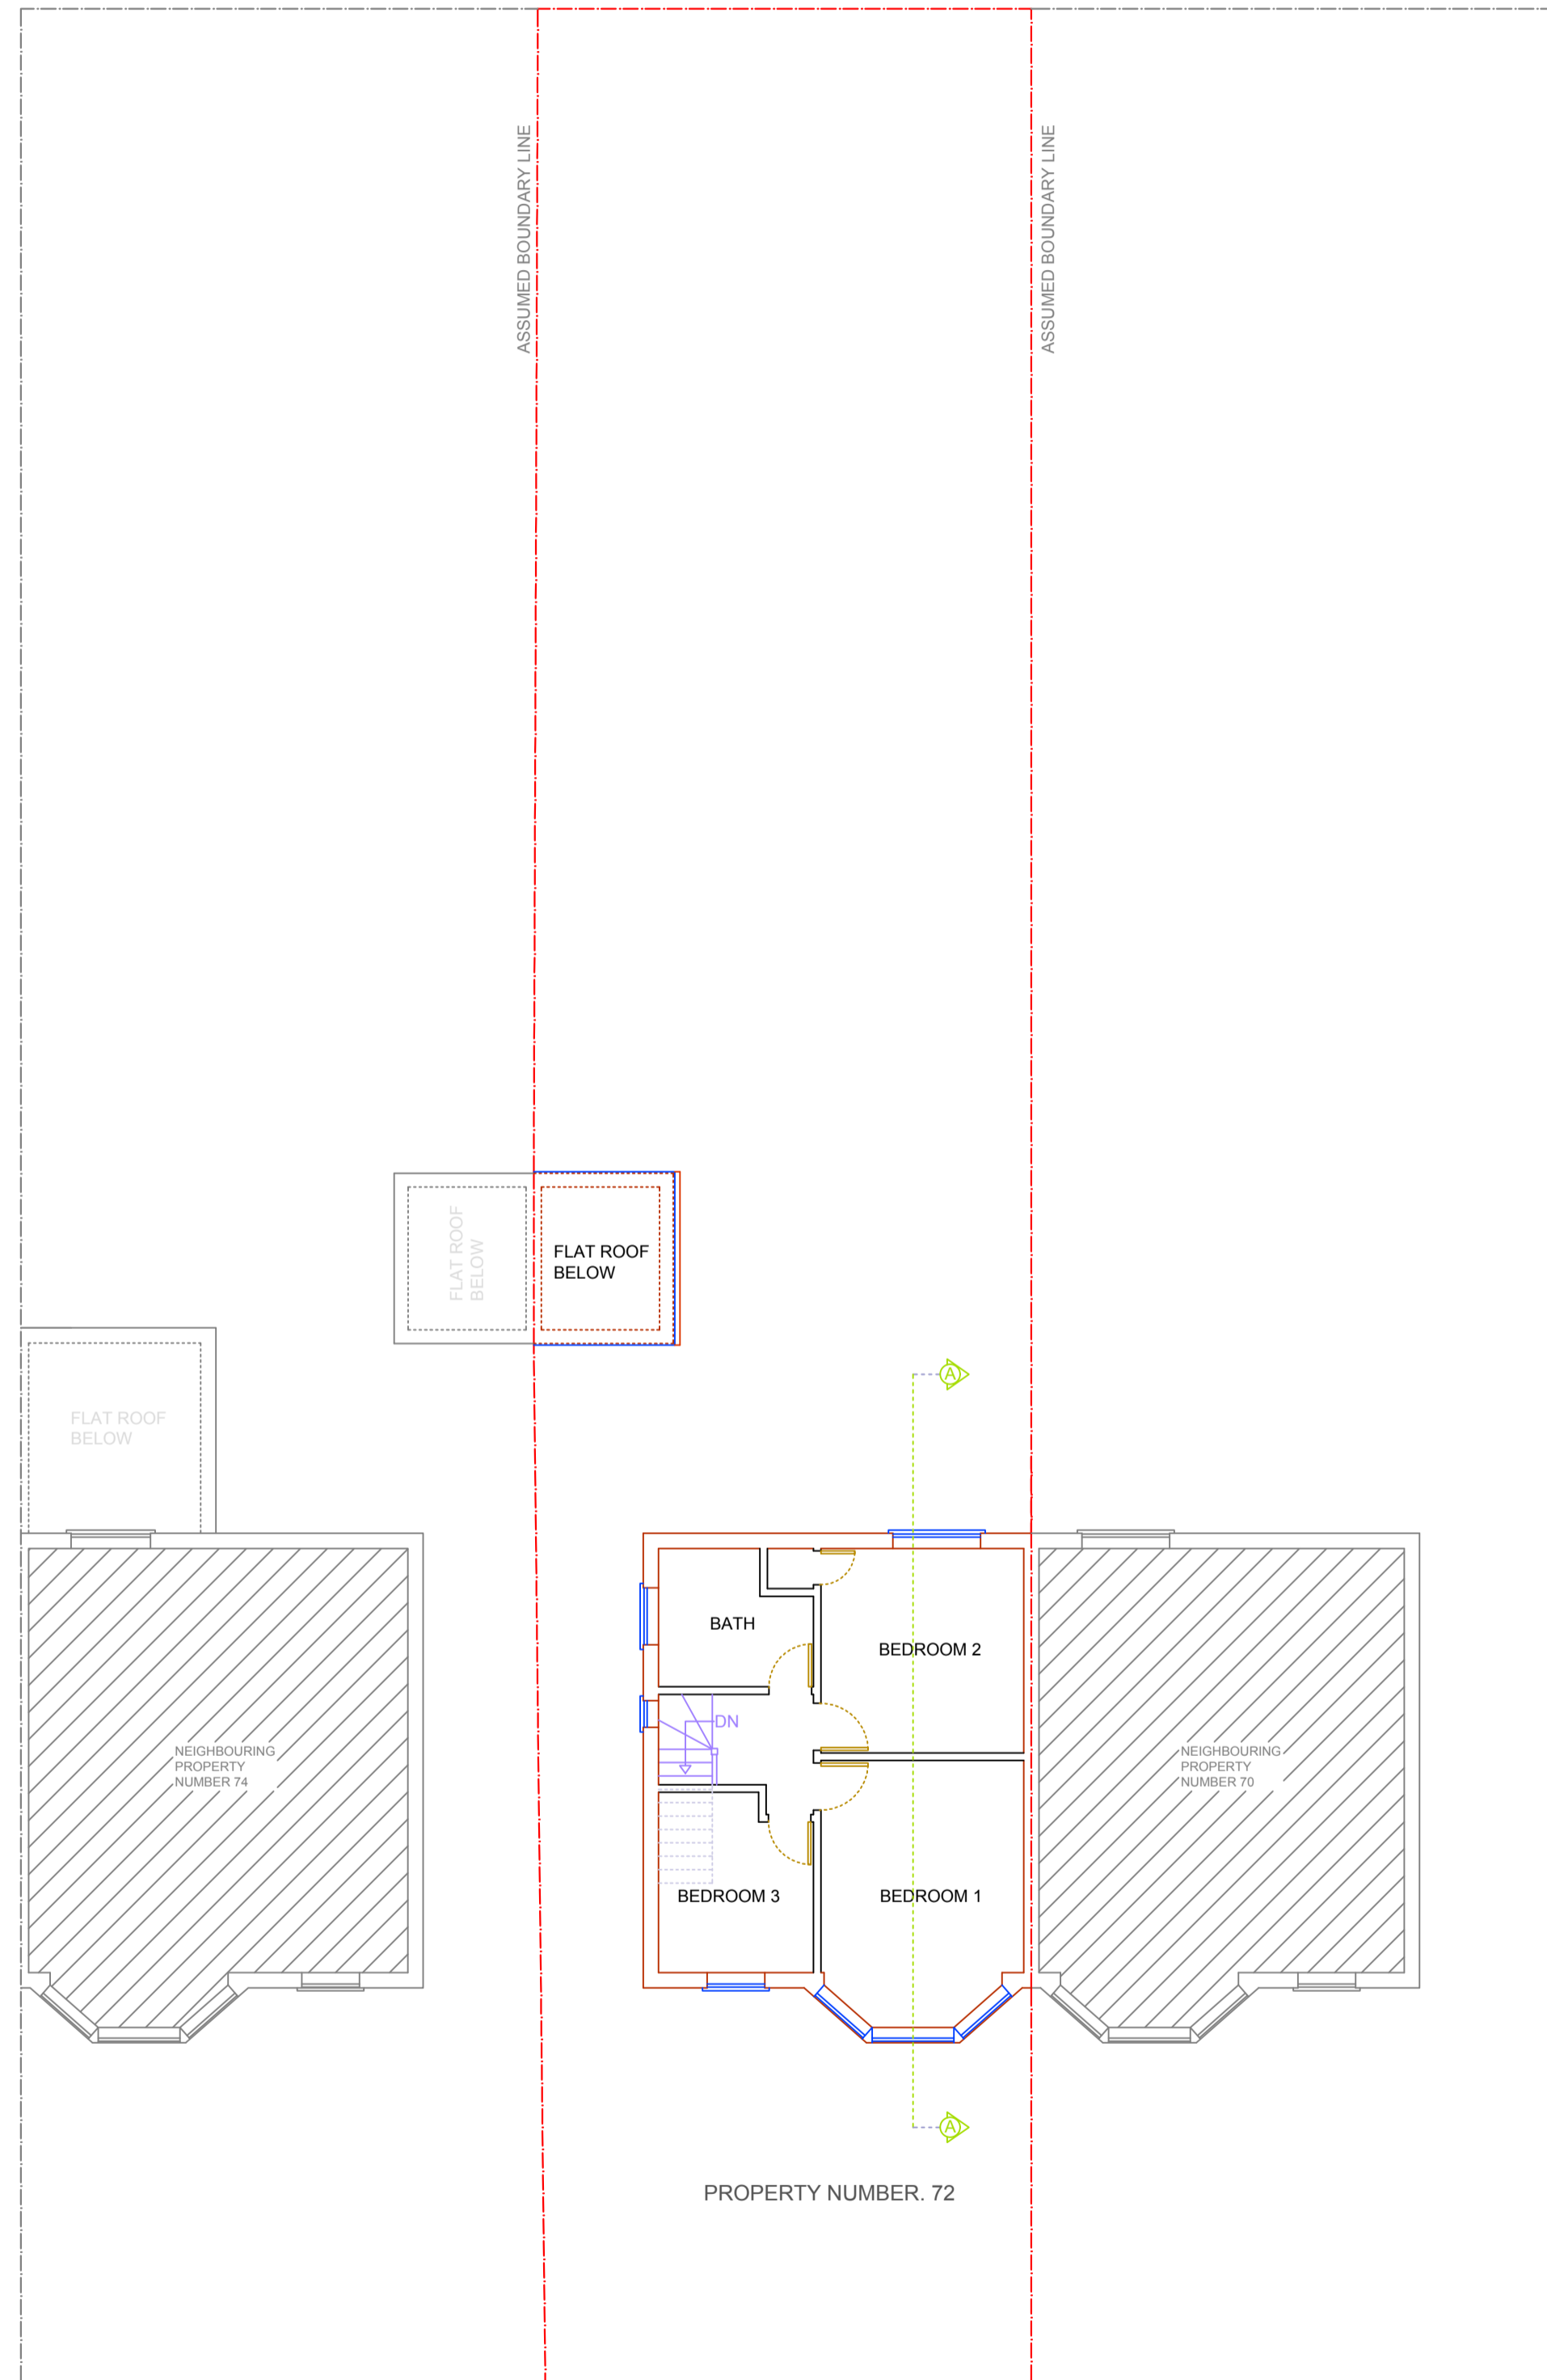 ASSUMED BOUNDARY LINE
ASSUMED BOUNDARY LINE
FLAT ROOF
BELOW
FLAT ROOF
BELOW
A
FLAT ROOF
BELOW
BATH
BEDROOM 2
DN
NEIGHBOURING
PROPERTY
NUMBER 74
NEIGHBOURING
PROPERTY
NUMBER 70
BEDROOM 3
BEDROOM 1
A
PROPERTY NUMBER. 72